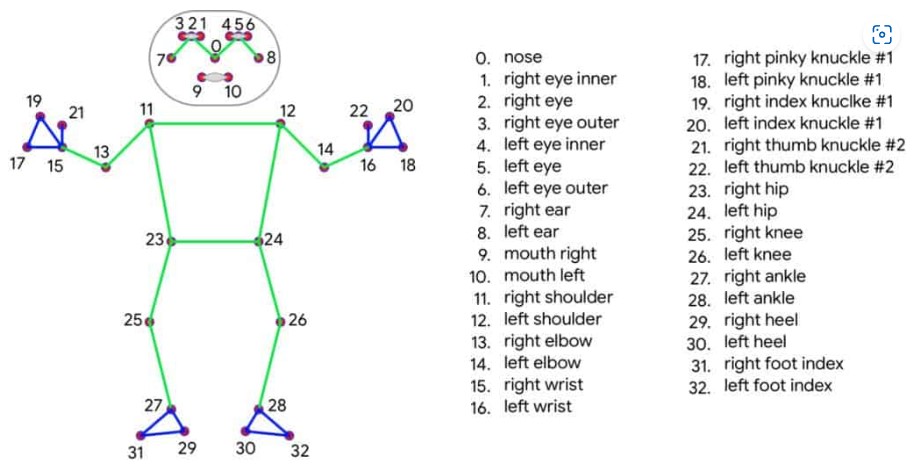 321 456
0
7 8
9 10
19 21 11 12 22 20
17 15 13 14 16 18
23 24
25 26
27 28
31 29 30 32
0. nose
1. right eye inner
2. right eye
3. right eye outer
4. left eye inner
5. left eye
6. left eye outer
7. right ear
8. left ear
9. mouth right
10. mouth left
11. right shoulder
12. left shoulder
13. right elbow
14. left elbow
15. right wrist
16. left wrist
17. right pinky knuckle #1
18. left pinky knuckle #1
19. right index knuclke #1
20. left index knuckle #1
21. right thumb knuckle #2
22. left thumb knuckle #2
23. right hip
24. left hip
25. right knee
26. left knee
27. right ankle
28. left ankle
29. right heel
30. left heel
31. right foot index
32. left foot index